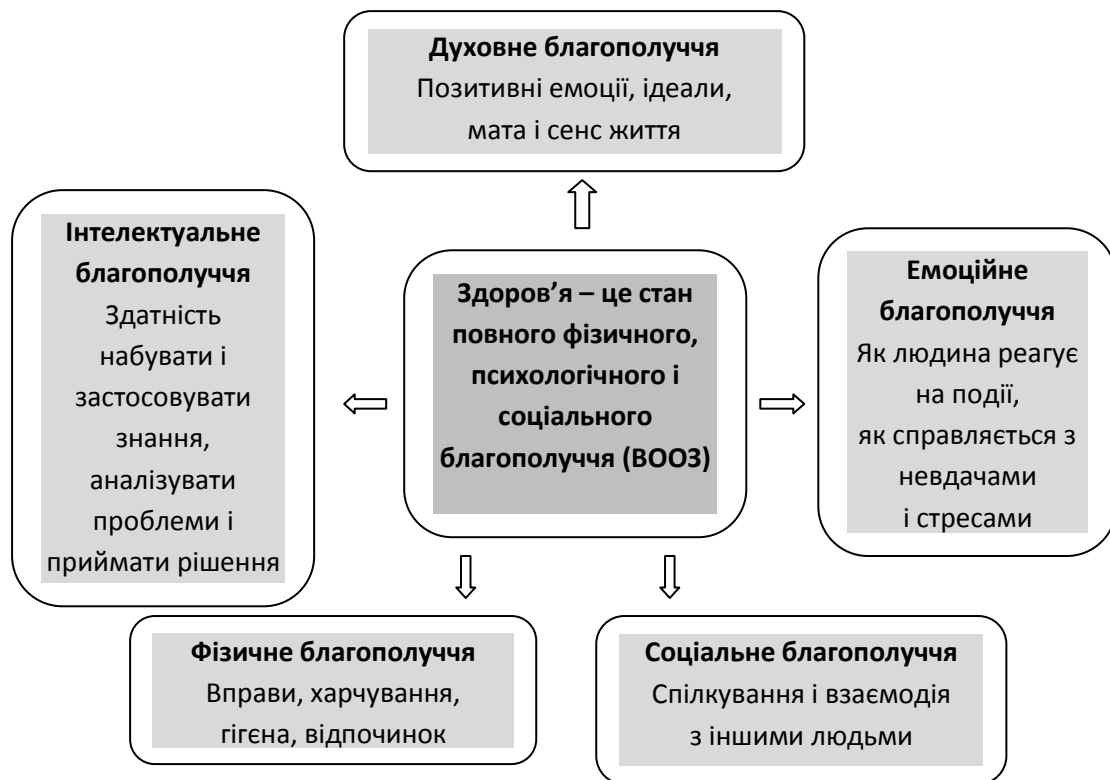 Духовне благополуччя
Позитивні емоції, ідеали,
мата і сенс життя
Інтелектуальне
благополуччя
Здатність
набувати і
застосовувати
знання,
аналізувати
проблеми і
приймати рішення
Здоров’я – це стан
повного фізичного,
психологічного і
соціального
благополуччя (ВООЗ)
Емоційне
благополуччя
Як людина реагує
на події,
як справляється з
невдачами
і стресами
Фізичне благополуччя
Вправи, харчування,
гігєна, відпочинок
Соціальне благополуччя
Спілкування і взаємодія
з іншими людьми